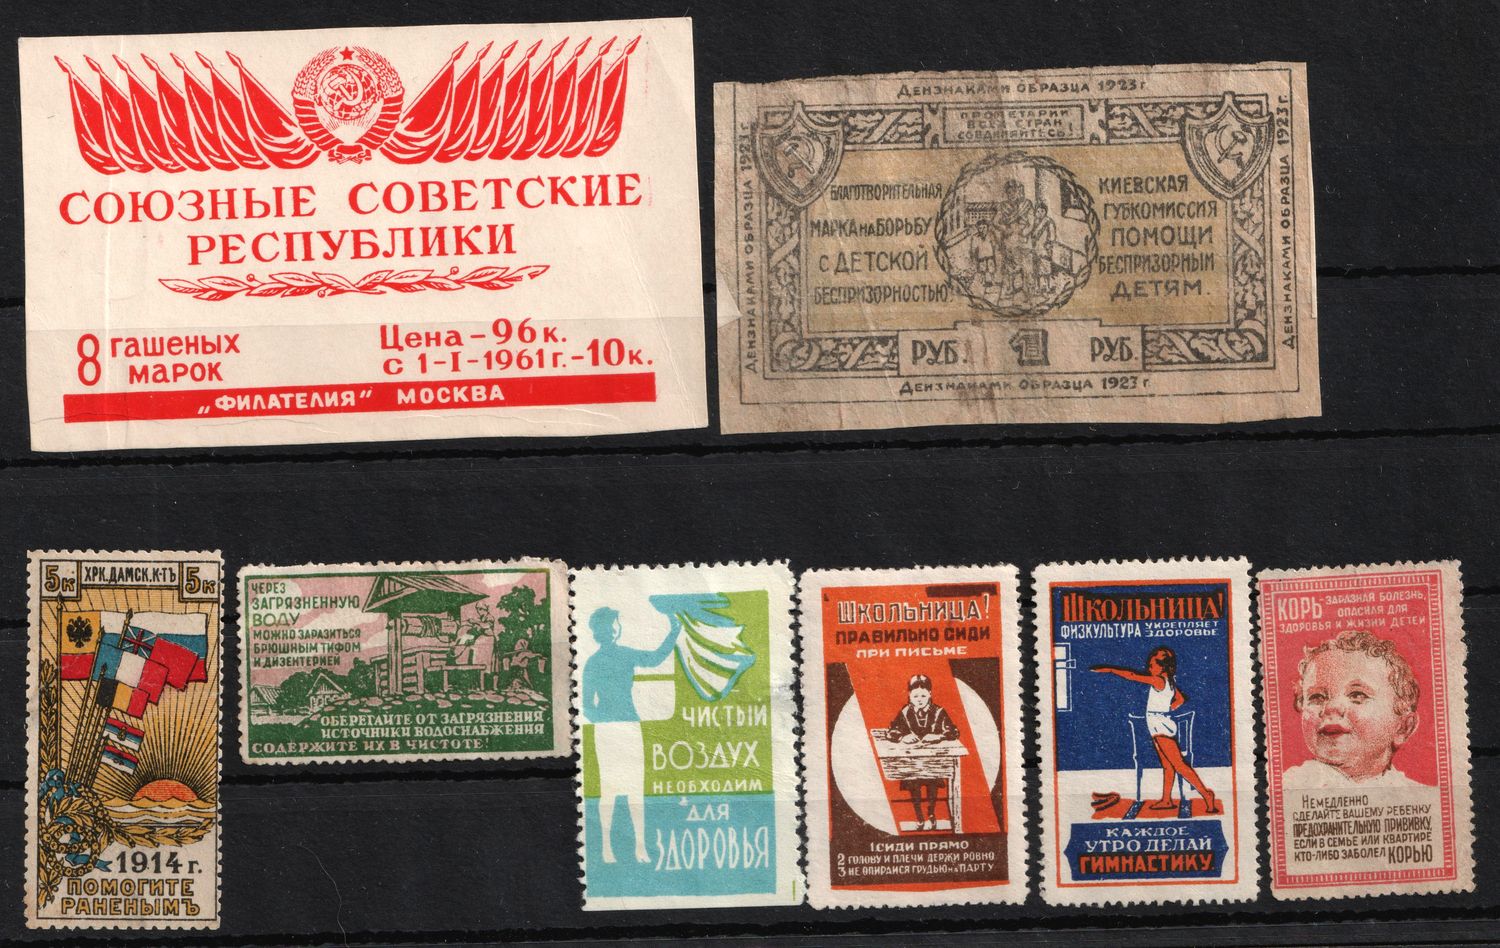 СОЮЗНЫЕ СОВЕТСКИЕ
РЕСПУБЛИКИ
8 гашеных
марок
Цена - 96 к.
с 1-I-1961 г. - 10 к.
„ФИЛАТЕЛИЯ" МОСКВА
ДЕНЗНАКАМИ ОБРАЗЦА 1923 г.
ДЕНЗНАКАМИ ОБРАЗЦА 1923 г.
ПРОЛЕТАРИИ
ВСЕХ СТРАН
СОЕДИНЯЙТЕСЬ!
БЛАГОТВОРИТЕЛЬНАЯ
МАРКА НА БОРЬБУ
С ДЕТСКОЙ
БЕСПРИЗОРНОСТЬЮ
КИЕВСКАЯ
ГУБКОМИССИЯ
ПОМОЩИ
БЕСПРИЗОРНЫМ
ДЕТЯМ.
РУБ. 1 РУБ.
ДЕНЗНАКАМИ ОБРАЗЦА 1923 г.
ДЕНЗНАКАМИ ОБРАЗЦА 1923 г.
5к ХРК. ДАМСК. К-ТЪ 5к
1914 г.
ПОМОГИТЕ
РАНЕНЫМЪ
ЧЕРЕЗ
ЗАГРЯЗНЕННУЮ
ВОДУ
МОЖНО ЗАРАЗИТЬСЯ
БРЮШНЫМ ТИФОМ
И ДИЗЕНТЕРИЕЙ
ОБЕРЕГАЙТЕ ОТ ЗАГРЯЗНЕНИЯ
ИСТОЧНИКИ ВОДОСНАБЖЕНИЯ
СОДЕРЖИТЕ ИХ В ЧИСТОТЕ!
ЧИСТЫЙ
ВОЗДУХ
НЕОБХОДИМ
ДЛЯ
ЗДОРОВЬЯ
ШКОЛЬНИЦА!
ПРАВИЛЬНО СИДИ
ПРИ ПИСЬМЕ
1 СИДИ ПРЯМО
2 ГОЛОВУ И ПЛЕЧИ ДЕРЖИ РОВНО
3 НЕ ОПИРАЙСЯ ГРУДЬЮ НА ПАРТУ
ШКОЛЬНИЦА!
ФИЗКУЛЬТУРА УКРЕПЛЯЕТ
ЗДОРОВЬЕ
КАЖДОЕ
УТРО ДЕЛАЙ
ГИМНАСТИКУ
КОРЬ - ЗАРАЗНАЯ БОЛЕЗНЬ,
ОПАСНАЯ ДЛЯ
ЗДОРОВЬЯ И ЖИЗНИ ДЕТЕЙ
НЕМЕДЛЕННО
СДЕЛАЙТЕ ВАШЕМУ РЕБЕНКУ
ПРЕДОХРАНИТЕЛЬНУЮ ПРИВИВКУ,
ЕСЛИ В СЕМЬЕ ИЛИ КВАРТИРЕ
КТО-ЛИБО ЗАБОЛЕЛ КОРЬЮ